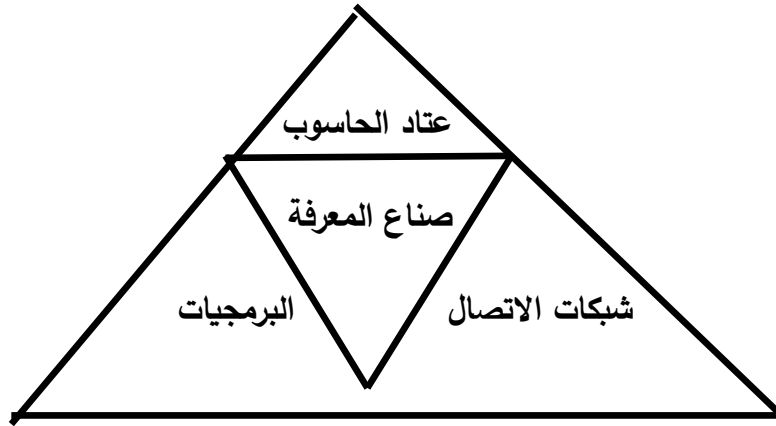 عتاد الحاسوب
صناع المعرفة
شبكات الاتصال
البرمجيات